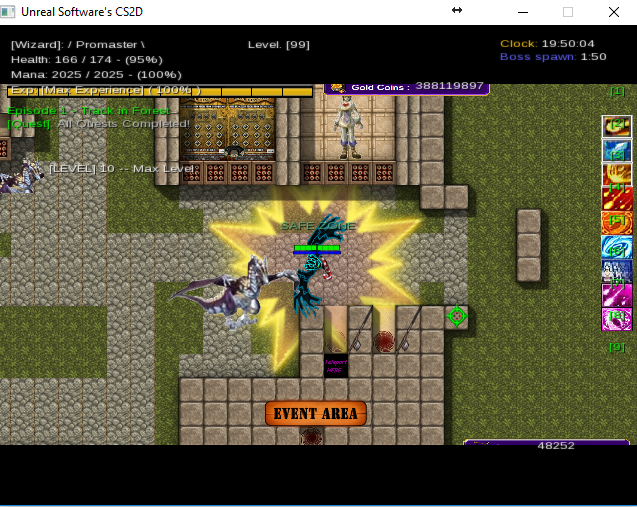 Unreal Software's CS2D
[Wizard]: / Promaster \
Level. [99]
Clock: 19:50:04
Health: 166 / 174 - (95%)
Boss spawn: 1:50
Mana: 2025 / 2025 - (100%)
Exp. [Max Experience] ( 100% )
Gold Coins : 388119897
[1]
Episode 1 - Track in Forest
[Quest]: All Quests Completed!
[LEVEL] 10 -- Max Level
SAFE ZONE
[9]
Teleport
HERE
EVENT AREA
48252